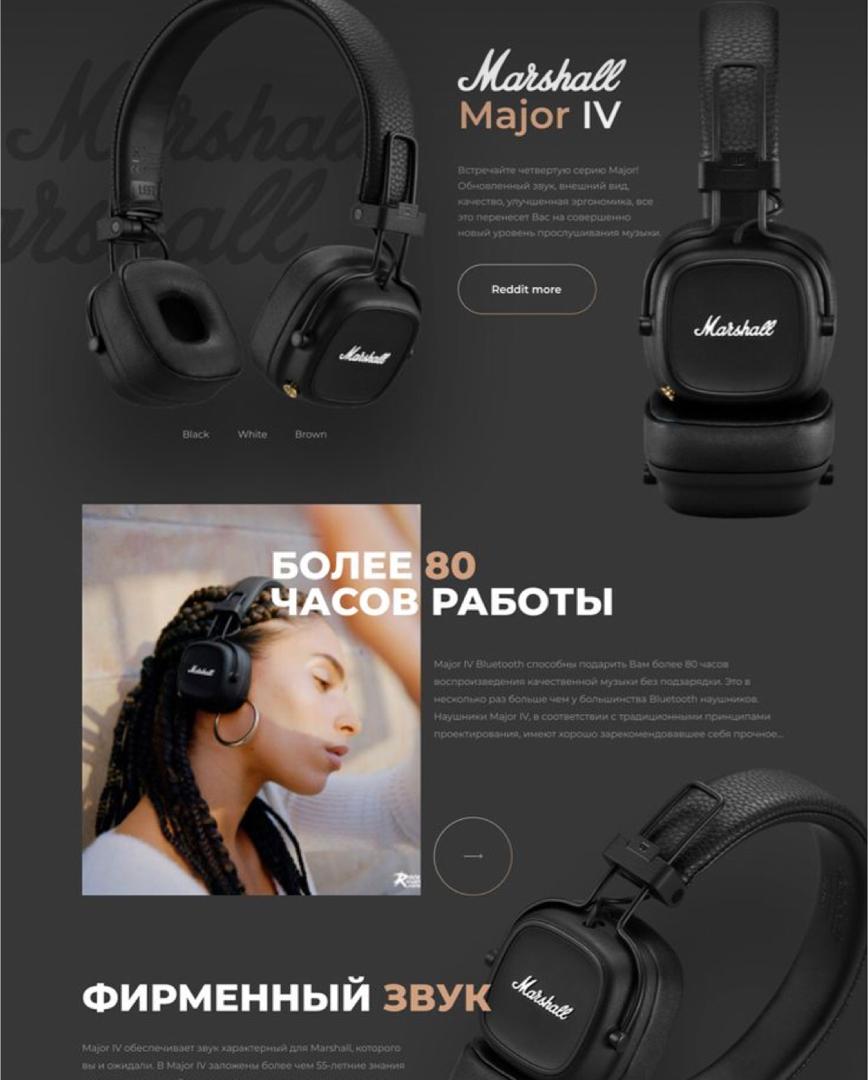 Marshall
Marshall
Marshall
Major IV
Встречайте четвертую серию Major!
Обновленный звук, внешний вид,
качество, улучшенная эргономика, все
это перенесет Вас на совершенно
новый уровень прослушивания музыки.
Reddit more
LEFT
Marshall
Marshall
Black White Brown
БОЛЕЕ 80
ЧАСОВ РАБОТЫ
Marshall
Major IV Bluetooth способны подарить Вам более 80 часов
воспроизведения качественной музыки без подзарядки. Это в
несколько раз больше чем у большинства Bluetooth наушников.
Наушники Major IV, в соответствии с традиционными принципами
проектирования, имеют хорошо зарекомендовавшее себя прочное...
ФИРМЕННЫЙ ЗВУК
Marshall
Major IV обеспечивает звук характерный для Marshall, которого
вы и ожидали. В Major IV заложены более чем 55-летние знания